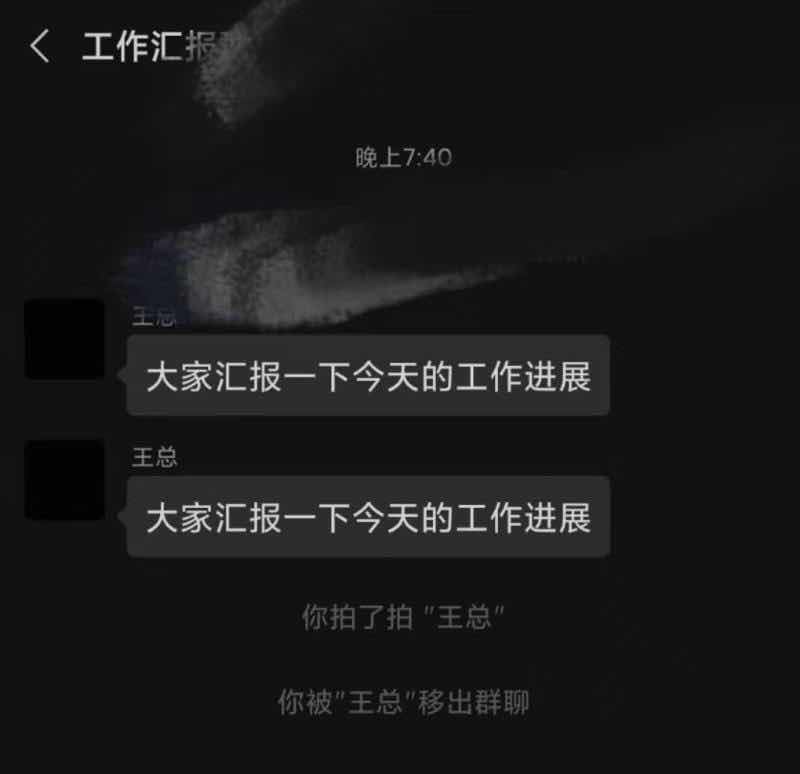 工作汇报
晚上7:40
王总
大家汇报一下今天的工作进展
王总
大家汇报一下今天的工作进展
你拍了拍 "王总"
你被"王总"移出群聊